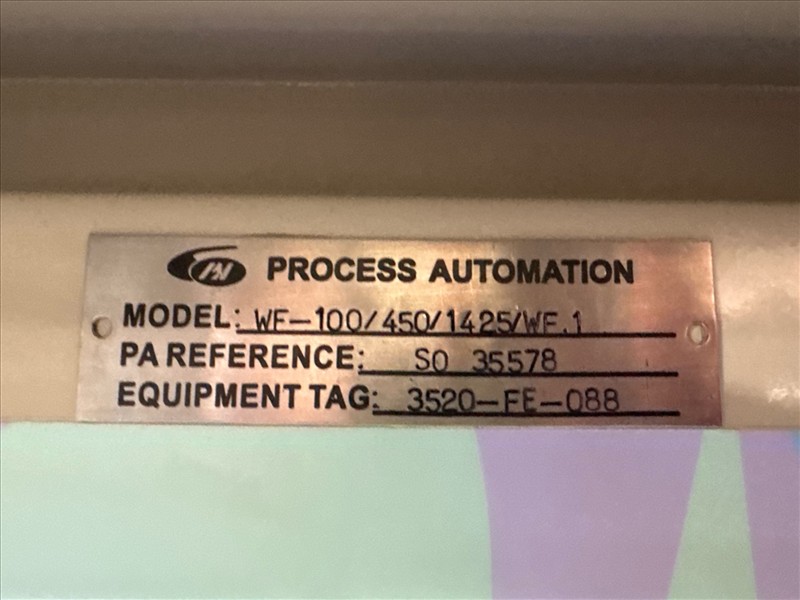 PROCESS AUTOMATION
MODEL: WF-100/450/1425/WF.1
PA REFERENCE: SO 35578
EQUIPMENT TAG: 3520-FE-088